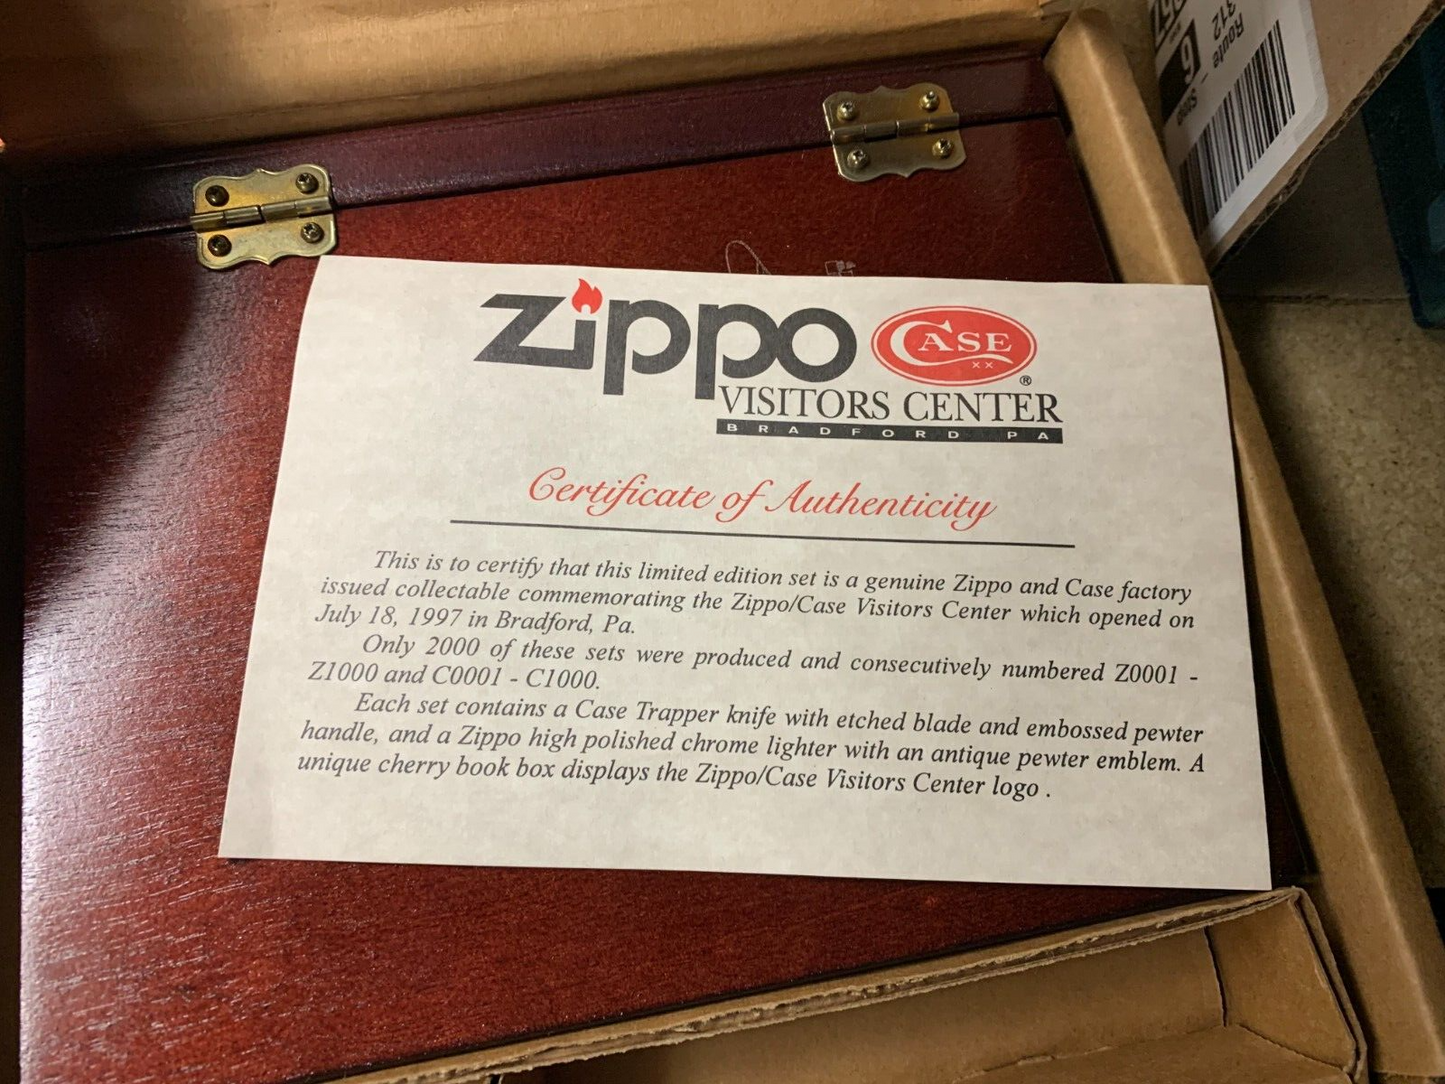 57
312
Route
6
Stop
zippo
CASE
XX
®
VISITORS CENTER
BRADFORD PA
Certificate of Authenticity
This is to certify that this limited edition set is a genuine Zippo and Case factory
issued collectable commemorating the Zippo/Case Visitors Center which opened on
July 18, 1997 in Bradford, Pa.
Only 2000 of these sets were produced and consecutively numbered Z0001 -
Z1000 and C0001 - C1000.
Each set contains a Case Trapper knife with etched blade and embossed pewter
handle, and a Zippo high polished chrome lighter with an antique pewter emblem. A
unique cherry book box displays the Zippo/Case Visitors Center logo .